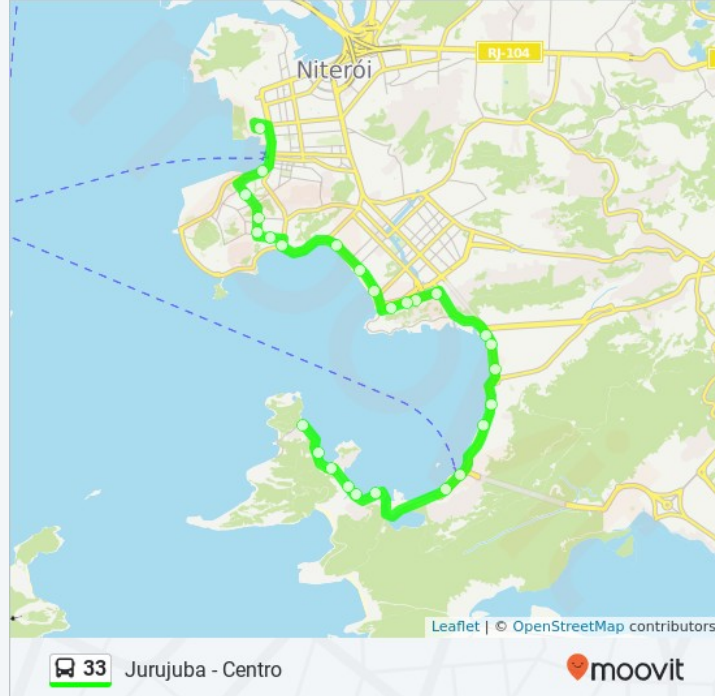 RJ-104
Niterói
Leaflet | © OpenStreetMap contributors
33 Jurujuba - Centro
moovit